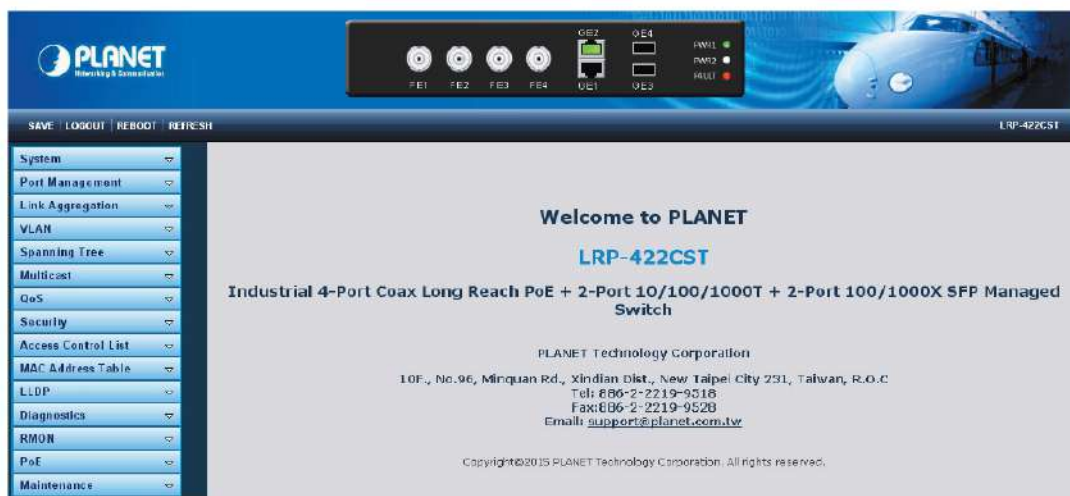 PLANET
Networking & Communication
GE2 GE4
PWR1
PWR2
FAULT
FE1 FE2 FE3 FE4 GE1 GE3
SAVE LOGOUT REBOOT REFRESH
LRP-422CST
System
Port Management
Link Aggregation
VLAN
Spanning Tree
Multicast
QoS
Security
Access Control List
MAC Address Table
LLDP
Diagnostics
RMON
PoE
Maintenance
Welcome to PLANET
LRP-422CST
Industrial 4-Port Coax Long Reach PoE + 2-Port 10/100/1000T + 2-Port 100/1000X SFP Managed
Switch
PLANET Technology Corporation
10F., No.96, Minquan Rd., Xindian Dist., New Taipei City 231, Taiwan, R.O.C
Tel: 886-2-2219-9518
Fax:886-2-2219-9528
Email: support@planet.com.tw
Copyright©2015 PLANET Technology Corporation. All rights reserved.